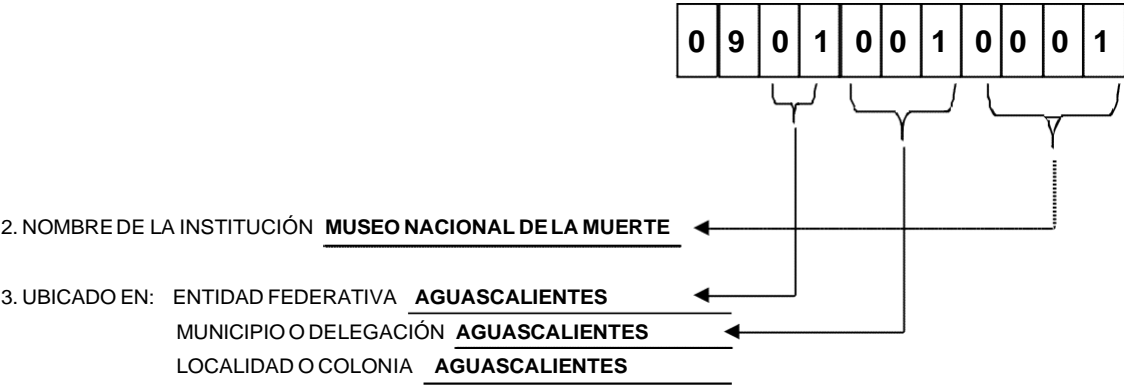 0 9 0 1 0 0 1 0 0 0 1
2. NOMBRE DE LA INSTITUCIÓN MUSEO NACIONAL DE LA MUERTE
3. UBICADO EN: ENTIDAD FEDERATIVA AGUASCALIENTES
MUNICIPIO O DELEGACIÓN AGUASCALIENTES
LOCALIDAD O COLONIA AGUASCALIENTES